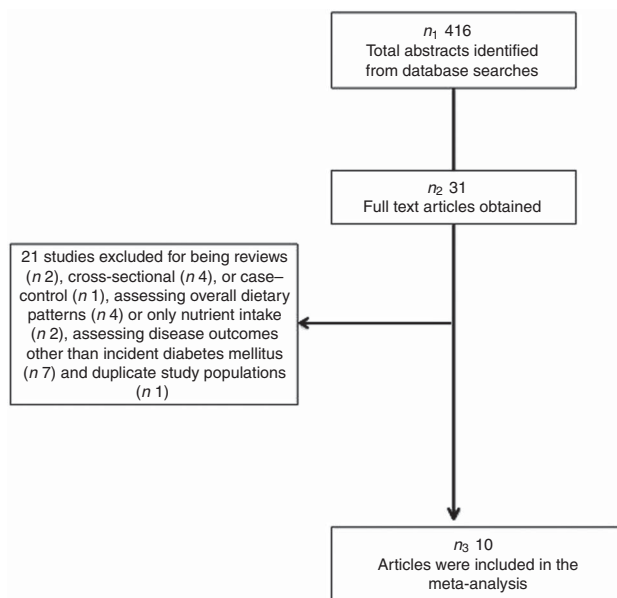 n₁ 416
Total abstracts identified
from database searches
n₂ 31
Full text articles obtained
21 studies excluded for being reviews
(n 2), cross-sectional (n 4), or case–
control (n 1), assessing overall dietary
patterns (n 4) or only nutrient intake
(n 2), assessing disease outcomes
other than incident diabetes mellitus
(n 7) and duplicate study populations
(n 1)
n₃ 10
Articles were included in the
meta-analysis